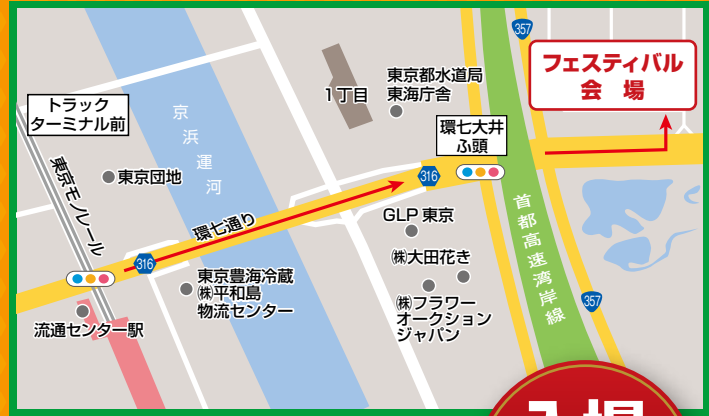 357
フェスティバル
会 場
トラック
ターミナル前
京浜運河
1丁目
東京都水道局
東海庁舎
環七大井
ふ頭
316
東京モノレール
東京団地
環七通り
GLP 東京
㈱大田花き
首都高速湾岸線
316
東京豊海冷蔵
㈱平和島
物流センター
㈱フラワー
オークション
ジャパン
357
流通センター駅
入場